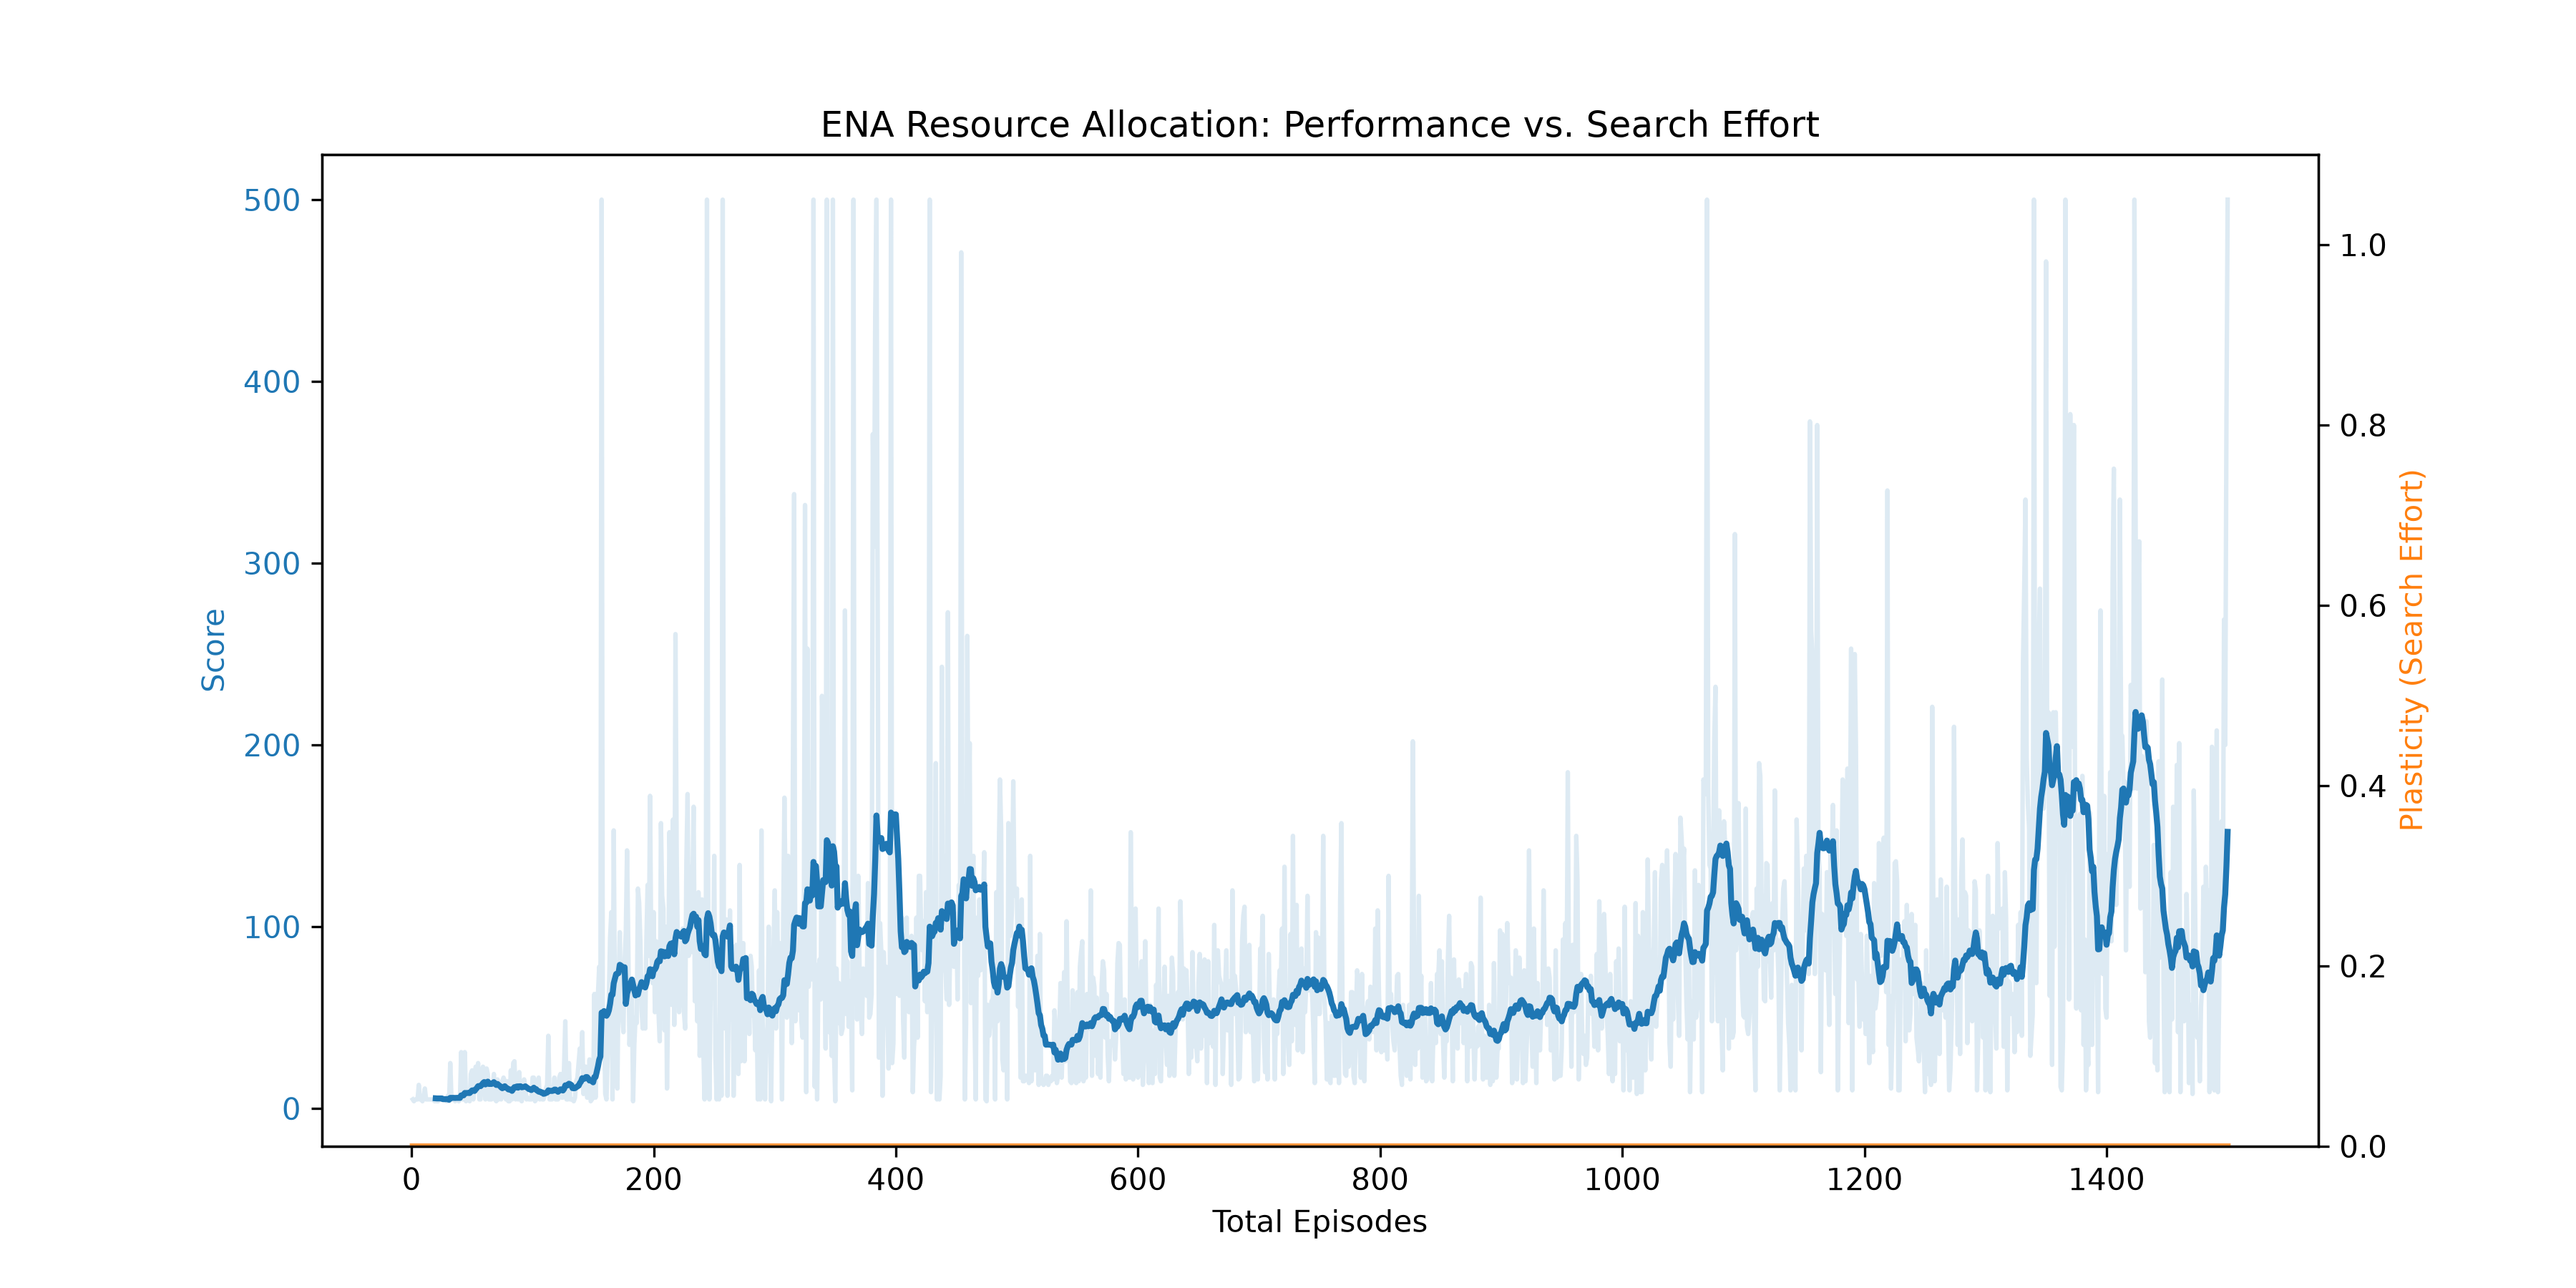 ENA Resource Allocation: Performance vs. Search Effort
500
400
300
200
100
0
Score
1.0
0.8
0.6
0.4
0.2
0.0
Plasticity (Search Effort)
0 200 400 600 800 1000 1200 1400
Total Episodes